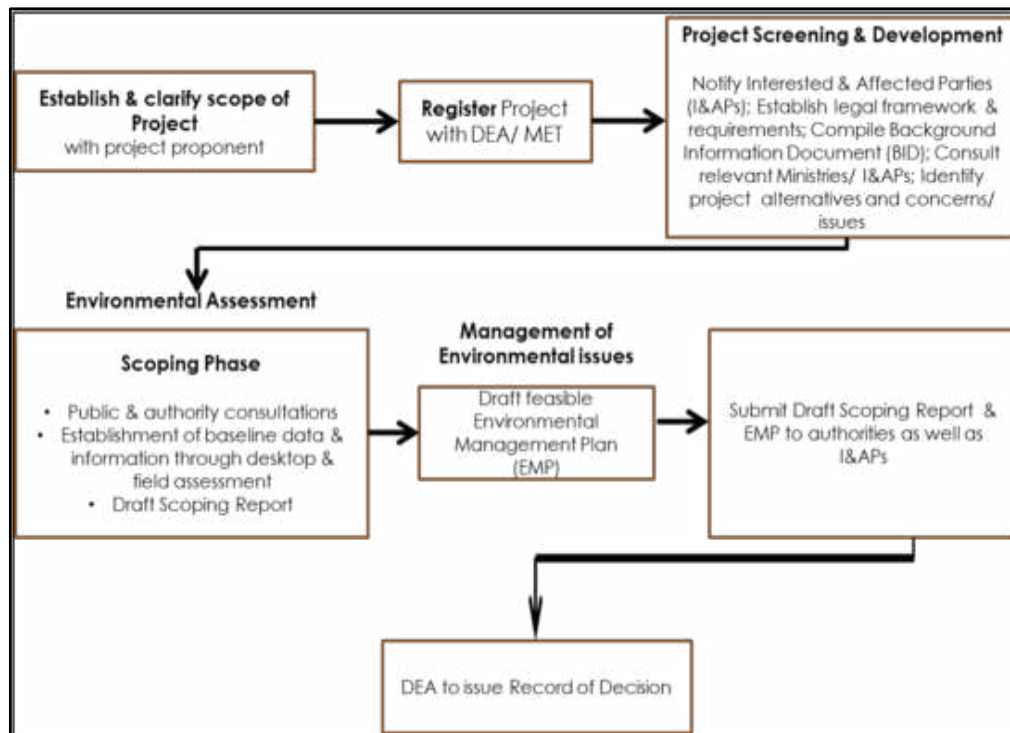 Establish & clarify scope of
Project
with project proponent
Register Project
with DEA/ MET
Project Screening & Development
Notify Interested & Affected Parties
(I&APs); Establish legal framework &
requirements; Compile Background
Information Document (BID); Consult
relevant Ministries/ I&APs; Identify
project alternatives and concerns/
issues
Environmental Assessment
Scoping Phase
• Public & authority consultations
• Establishment of baseline data &
information through desktop &
field assessment
• Draft Scoping Report
Management of
Environmental issues
Draft feasible
Environmental
Management Plan
(EMP)
Submit Draft Scoping Report &
EMP to authorities as well as
I&APs
DEA to issue Record of Decision